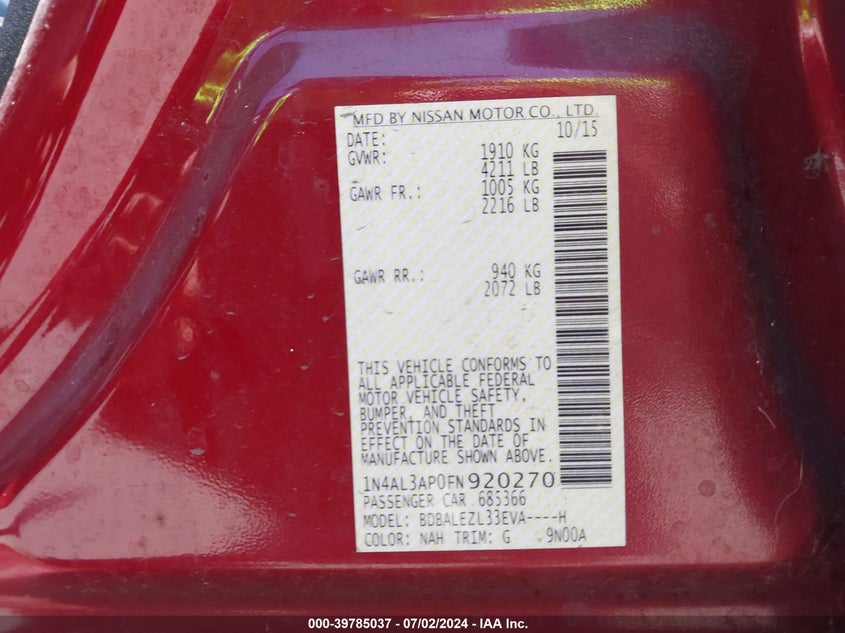 MFD BY NISSAN MOTOR CO., LTD.
DATE: 10/15
GVWR: 1910 KG
4211 LB
GAWR FR.: 1005 KG
2216 LB
GAWR RR.: 940 KG
2072 LB
THIS VEHICLE CONFORMS TO
ALL APPLICABLE FEDERAL
MOTOR VEHICLE SAFETY,
BUMPER, AND THEFT
PREVENTION STANDARDS IN
EFFECT ON THE DATE OF
MANUFACTURE SHOWN ABOVE.
1N4AL3AP0FN920270
PASSENGER CAR 685366
MODEL: BDBALEZL33EVA----H
COLOR: NAH TRIM: G 9N00A
000-39785037 - 07/02/2024 - IAA Inc.